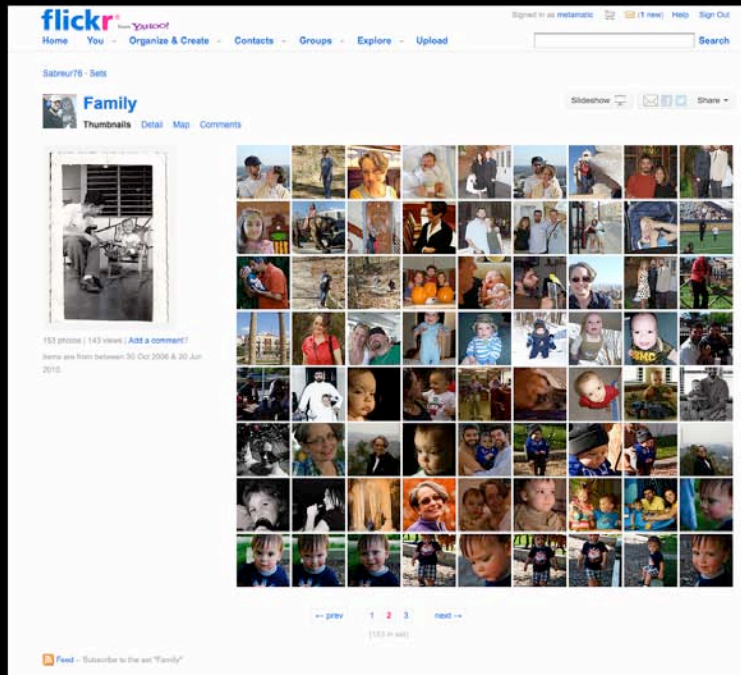 flickr from YAHOO!
Signed in as metamatic (1 new) Help Sign Out
Home You Organize & Create Contacts Groups Explore Upload Search
Sabreur76 - Sets
Family
Slideshow Share
Thumbnails Detail Map Comments
153 photos | 143 views | Add a comment?
items are from between 30 Oct 2006 & 20 Jun 2010.
← prev 1 2 3 next →
(153 in set)
Feed – Subscribe to the set "Family"